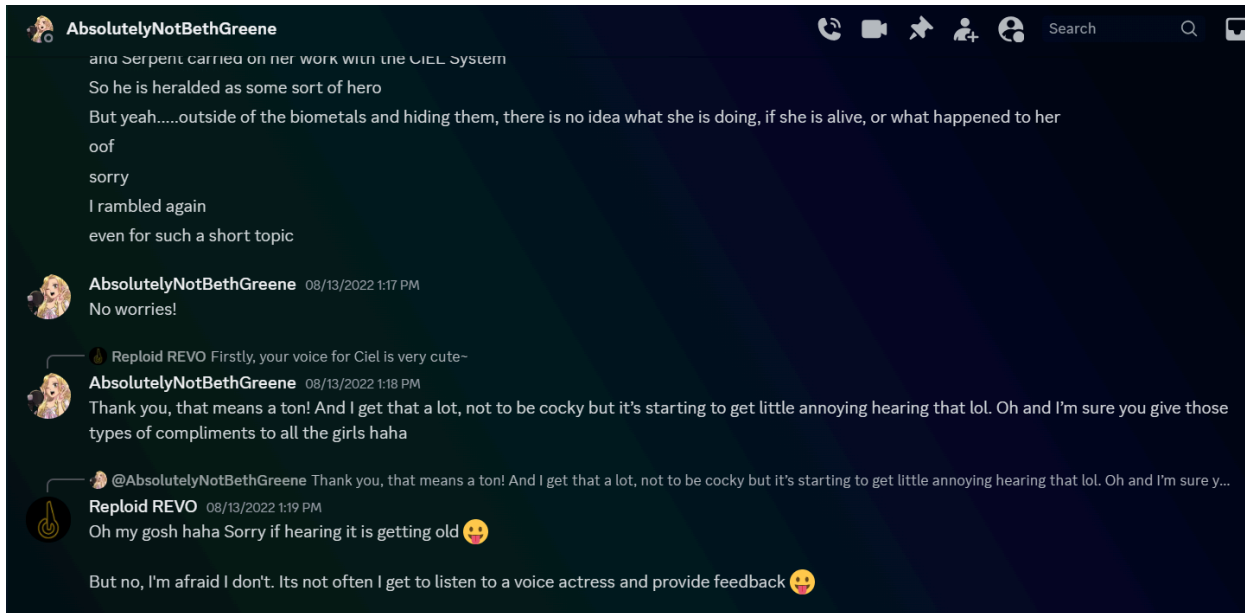 AbsolutelyNotBethGreene
Search
and Serpent carried on her work with the CIEL System
So he is heralded as some sort of hero
But yeah.....outside of the biometals and hiding them, there is no idea what she is doing, if she is alive, or what happened to her
oof
sorry
I rambled again
even for such a short topic
AbsolutelyNotBethGreene 08/13/2022 1:17 PM
No worries!
Reploid REVO Firstly, your voice for Ciel is very cute~
AbsolutelyNotBethGreene 08/13/2022 1:18 PM
Thank you, that means a ton! And I get that a lot, not to be cocky but it’s starting to get little annoying hearing that lol. Oh and I’m sure you give those
types of compliments to all the girls haha
@AbsolutelyNotBethGreene Thank you, that means a ton! And I get that a lot, not to be cocky but it’s starting to get little annoying hearing that lol. Oh and I’m sure y...
Reploid REVO 08/13/2022 1:19 PM
Oh my gosh haha Sorry if hearing it is getting old 😛
But no, I'm afraid I don't. Its not often I get to listen to a voice actress and provide feedback 😛